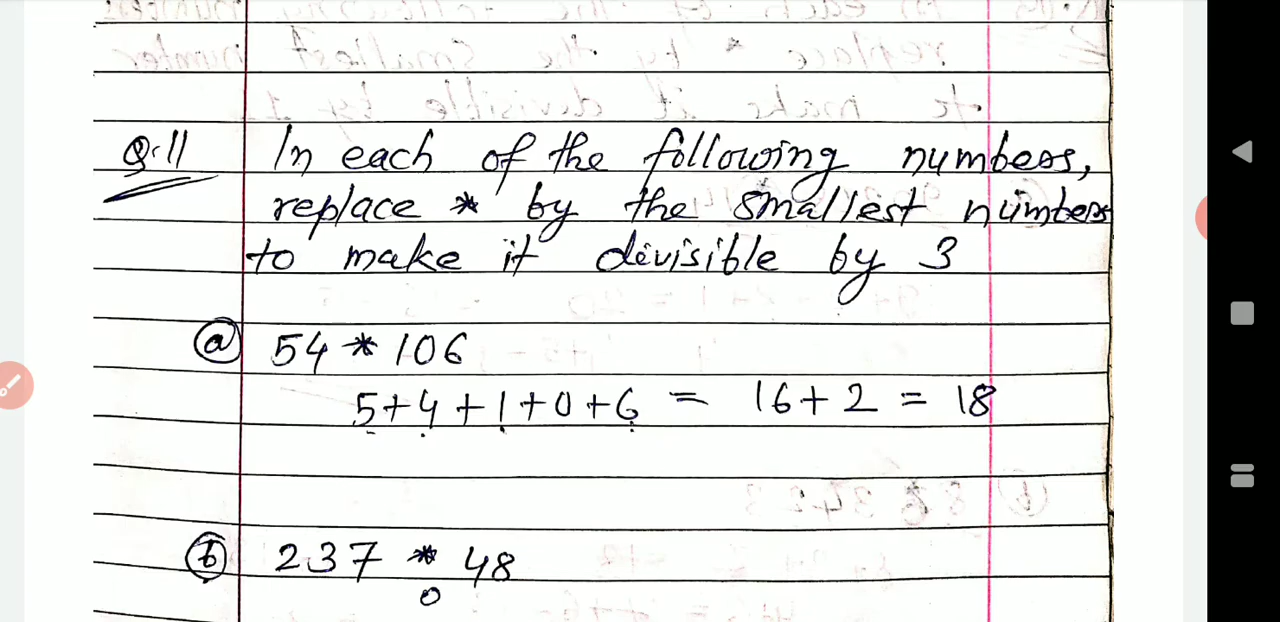 Q.11 In each of the following numbers,
replace * by the smallest numbers
to make it divisible by 3
(a) 54 * 106
5+4+1+0+6 = 16+2 = 18
(b) 237 * 48
0